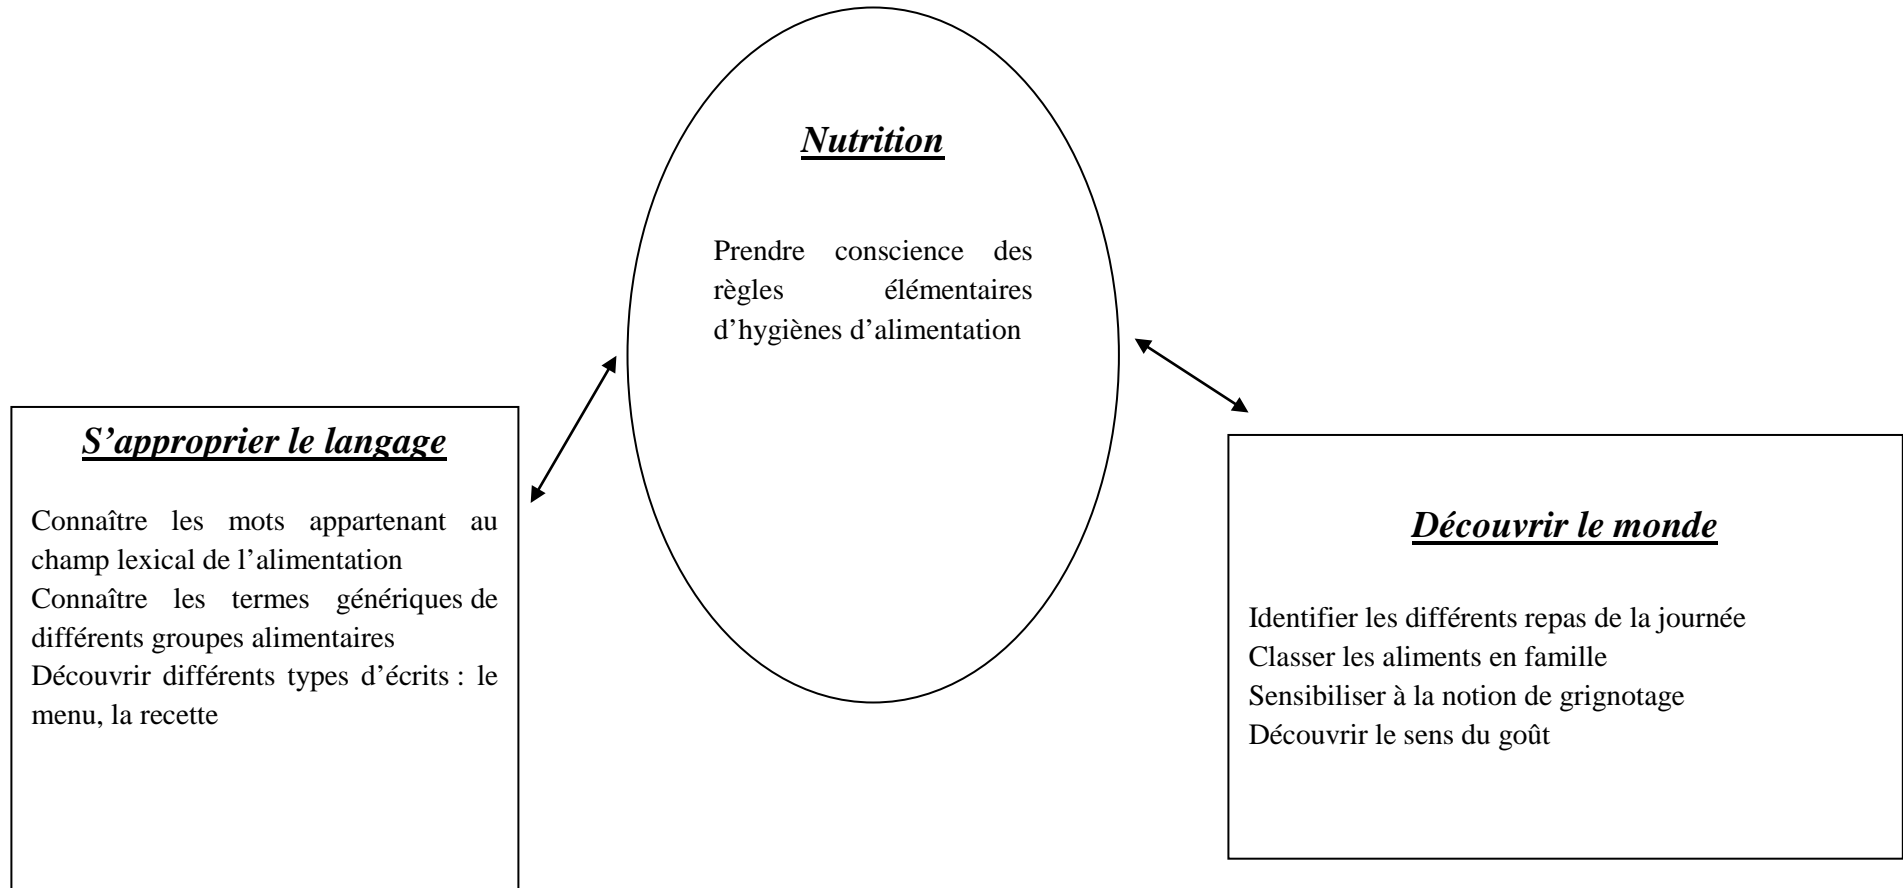 Nutrition
Prendre conscience des
règles élémentaires
d’hygiènes d’alimentation
S’approprier le langage
Connaître les mots appartenant au
champ lexical de l’alimentation
Connaître les termes génériques de
différents groupes alimentaires
Découvrir différents types d’écrits : le
menu, la recette
Découvrir le monde
Identifier les différents repas de la journée
Classer les aliments en famille
Sensibiliser à la notion de grignotage
Découvrir le sens du goût